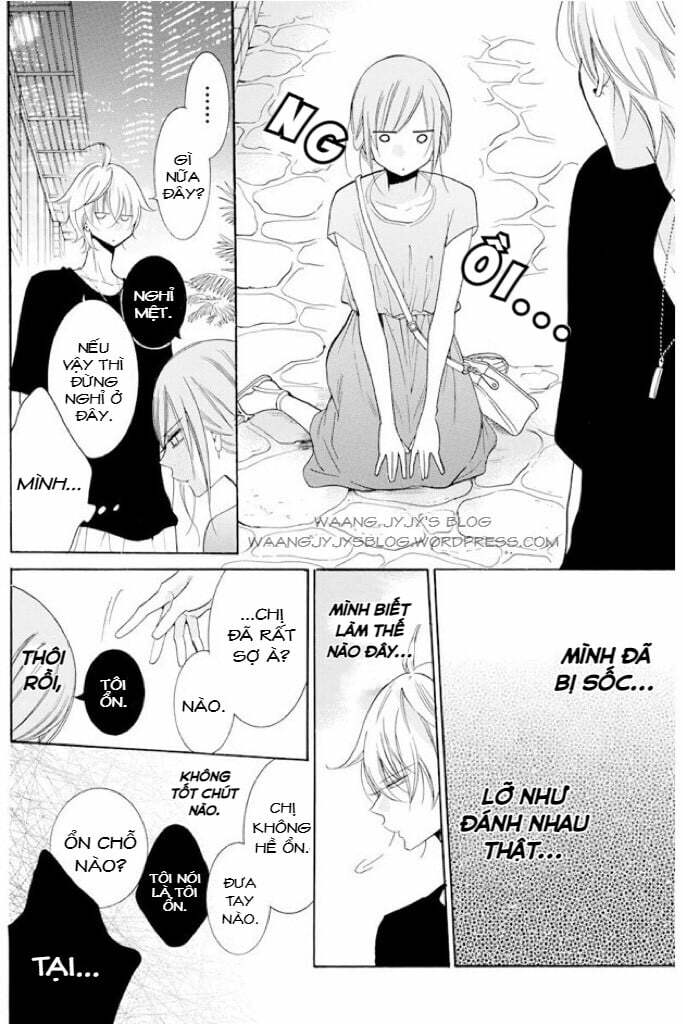 NG
ỒI...
......
GÌ
NỮA
ĐÂY?
NGHỈ
MỆT.
NẾU
VẬY THÌ
ĐỪNG
NGHỈ Ở
ĐÂY.
MÌNH...
WAANG.JYJY'S BLOG
WAANGJYJYSBLOG.WORDPRESS.COM
MÌNH ĐÃ
BỊ SỐC...
LỠ NHƯ
ĐÁNH NHAU
THẬT...
MÌNH BIẾT
LÀM THẾ
NÀO ĐÂY...
...CHỊ
ĐÃ RẤT
SỢ À?
NÀO.
TÔI
ỔN.
THÔI
RỒI,
CHỊ
KHÔNG
HỀ ỔN.
ĐƯA
TAY
NÀO.
KHÔNG
TỐT CHÚT
NÀO.
TÔI NÓI
LÀ TÔI
ỔN.
ỔN CHỖ
NÀO?
TẠI...